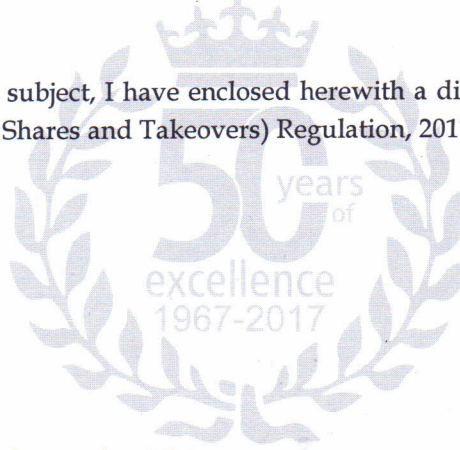 subject, I have enclosed herewith a di
Shares and Takeovers) Regulation, 201
50
years
of
excellence
1967-2017